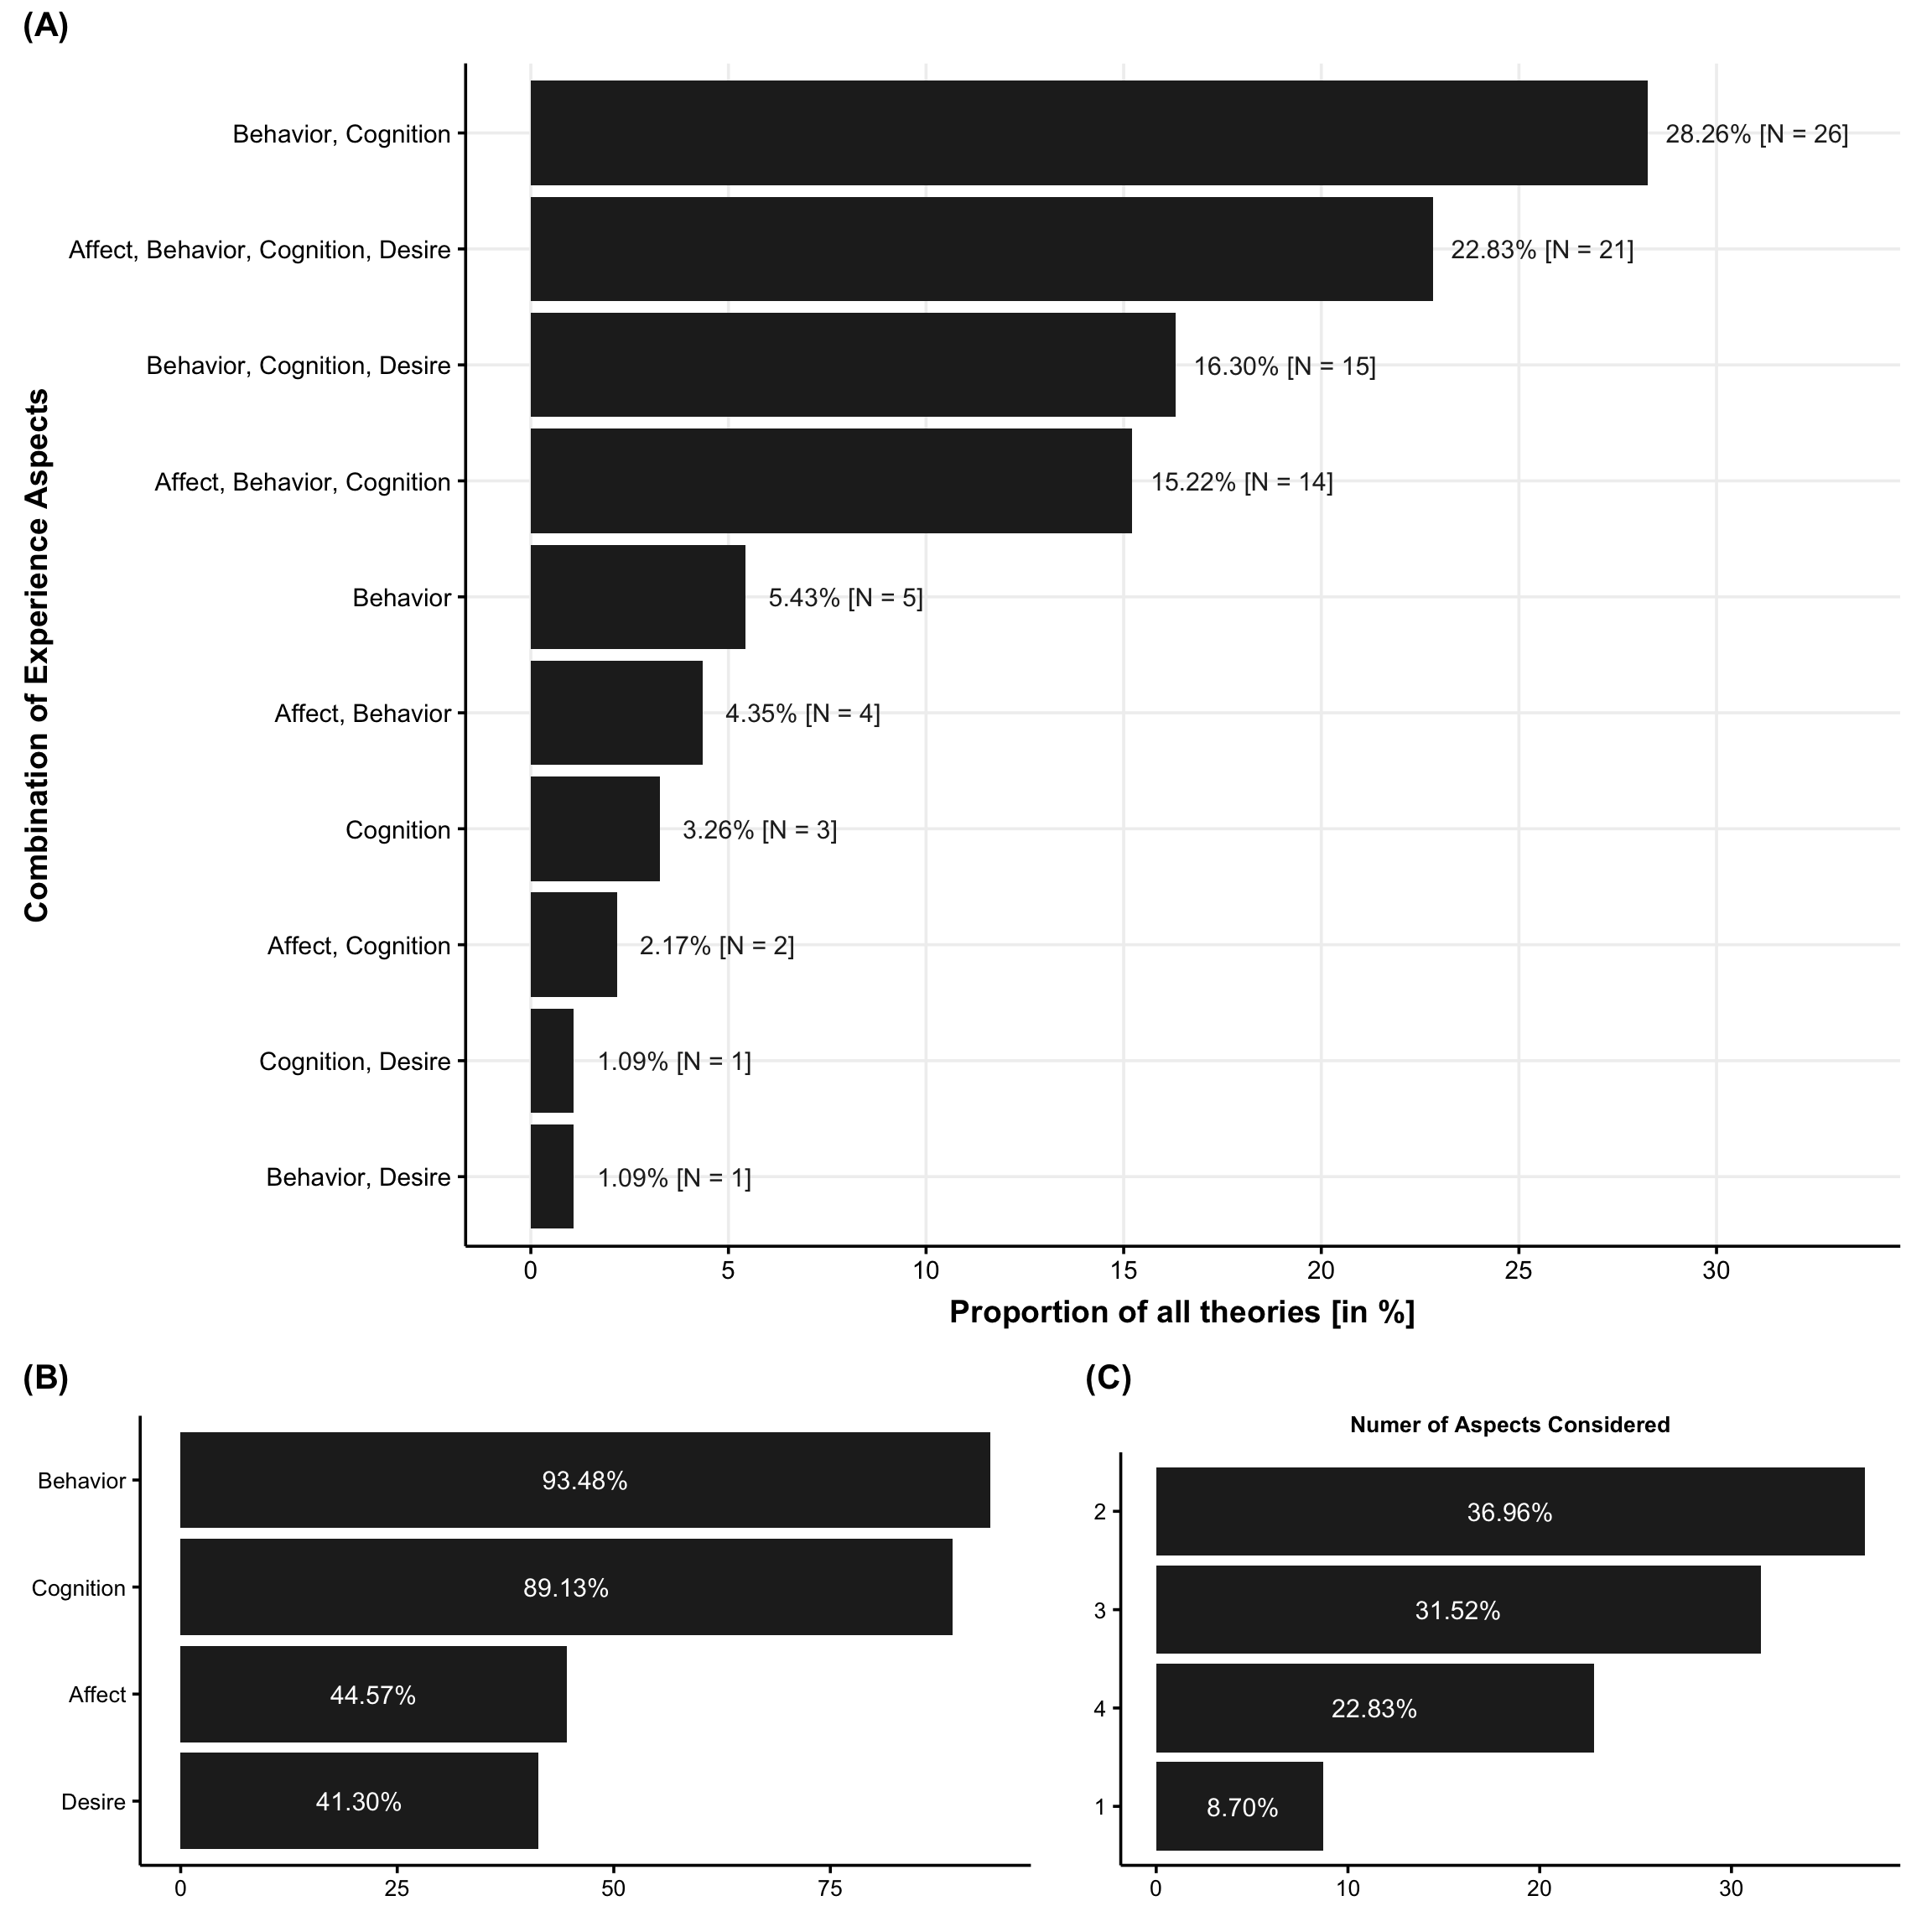 (A)
Combination of Experience Aspects
Behavior, Cognition
28.26% [N = 26]
Affect, Behavior, Cognition, Desire
22.83% [N = 21]
Behavior, Cognition, Desire
16.30% [N = 15]
Affect, Behavior, Cognition
15.22% [N = 14]
Behavior
5.43% [N = 5]
Affect, Behavior
4.35% [N = 4]
Cognition
3.26% [N = 3]
Affect, Cognition
2.17% [N = 2]
Cognition, Desire
1.09% [N = 1]
Behavior, Desire
1.09% [N = 1]
0 5 10 15 20 25 30
Proportion of all theories [in %]
(B)
Behavior
93.48%
Cognition
89.13%
Affect
44.57%
Desire
41.30%
0 25 50 75
(C)
Numer of Aspects Considered
2
36.96%
3
31.52%
4
22.83%
1
8.70%
0 10 20 30